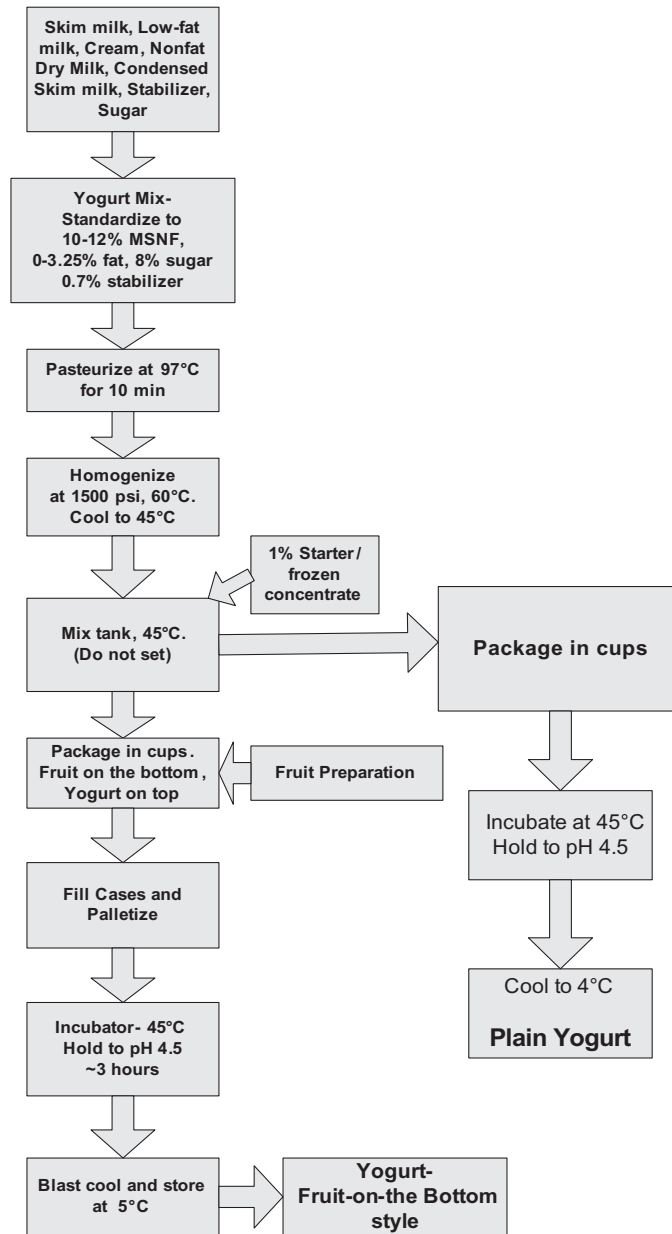 Skim milk, Low-fat
milk, Cream, Nonfat
Dry Milk, Condensed
Skim milk, Stabilizer,
Sugar
Yogurt Mix-
Standardize to
10-12% MSNF,
0-3.25% fat, 8% sugar
0.7% stabilizer
Pasteurize at 97°C
for 10 min
Homogenize
at 1500 psi, 60°C.
Cool to 45°C
1% Starter/
frozen
concentrate
Mix tank, 45°C.
(Do not set)
Package in cups
Package in cups.
Fruit on the bottom,
Yogurt on top
Fruit Preparation
Incubate at 45°C
Hold to pH 4.5
Fill Cases and
Palletize
Cool to 4°C
Plain Yogurt
Incubator- 45°C
Hold to pH 4.5
~3 hours
Blast cool and store
at 5°C
Yogurt-
Fruit-on-the Bottom
style